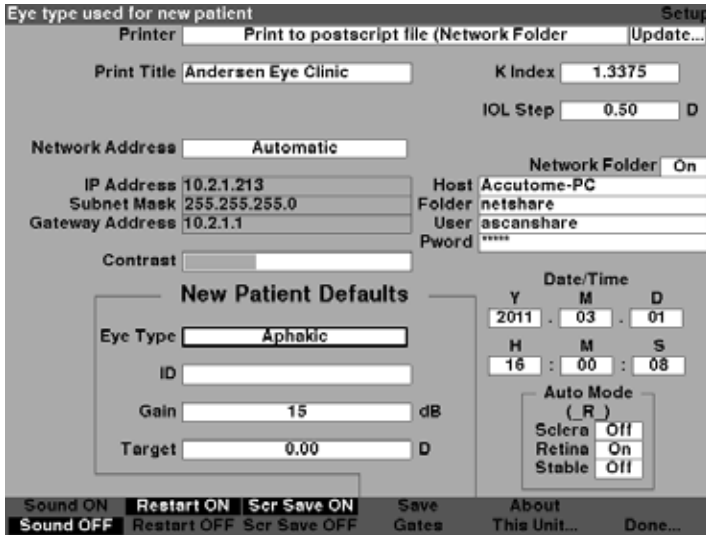 Eye type used for new patient Setup
Printer Print to postscript file (Network Folder Update...
Print Title Andersen Eye Clinic K Index 1.3375
IOL Step 0.50 D
Network Address Automatic
Network Folder On
IP Address 10.2.1.213 Host Accutome-PC
Subnet Mask 255.255.255.0 Folder netshare
Gateway Address 10.2.1.1 User ascanshare
Pword *****
Contrast
Date/Time
New Patient Defaults Y M D
2011 . 03 . 01
Eye Type Aphakic
H M S
16 : 00 : 08
ID
Auto Mode
(_R_)
Gain 15 dB
Sclera Off
Target 0.00 D Retina On
Stable Off
Sound ON Restart ON Scr Save ON Save About
Sound OFF Restart OFF Scr Save OFF Gates This Unit... Done...